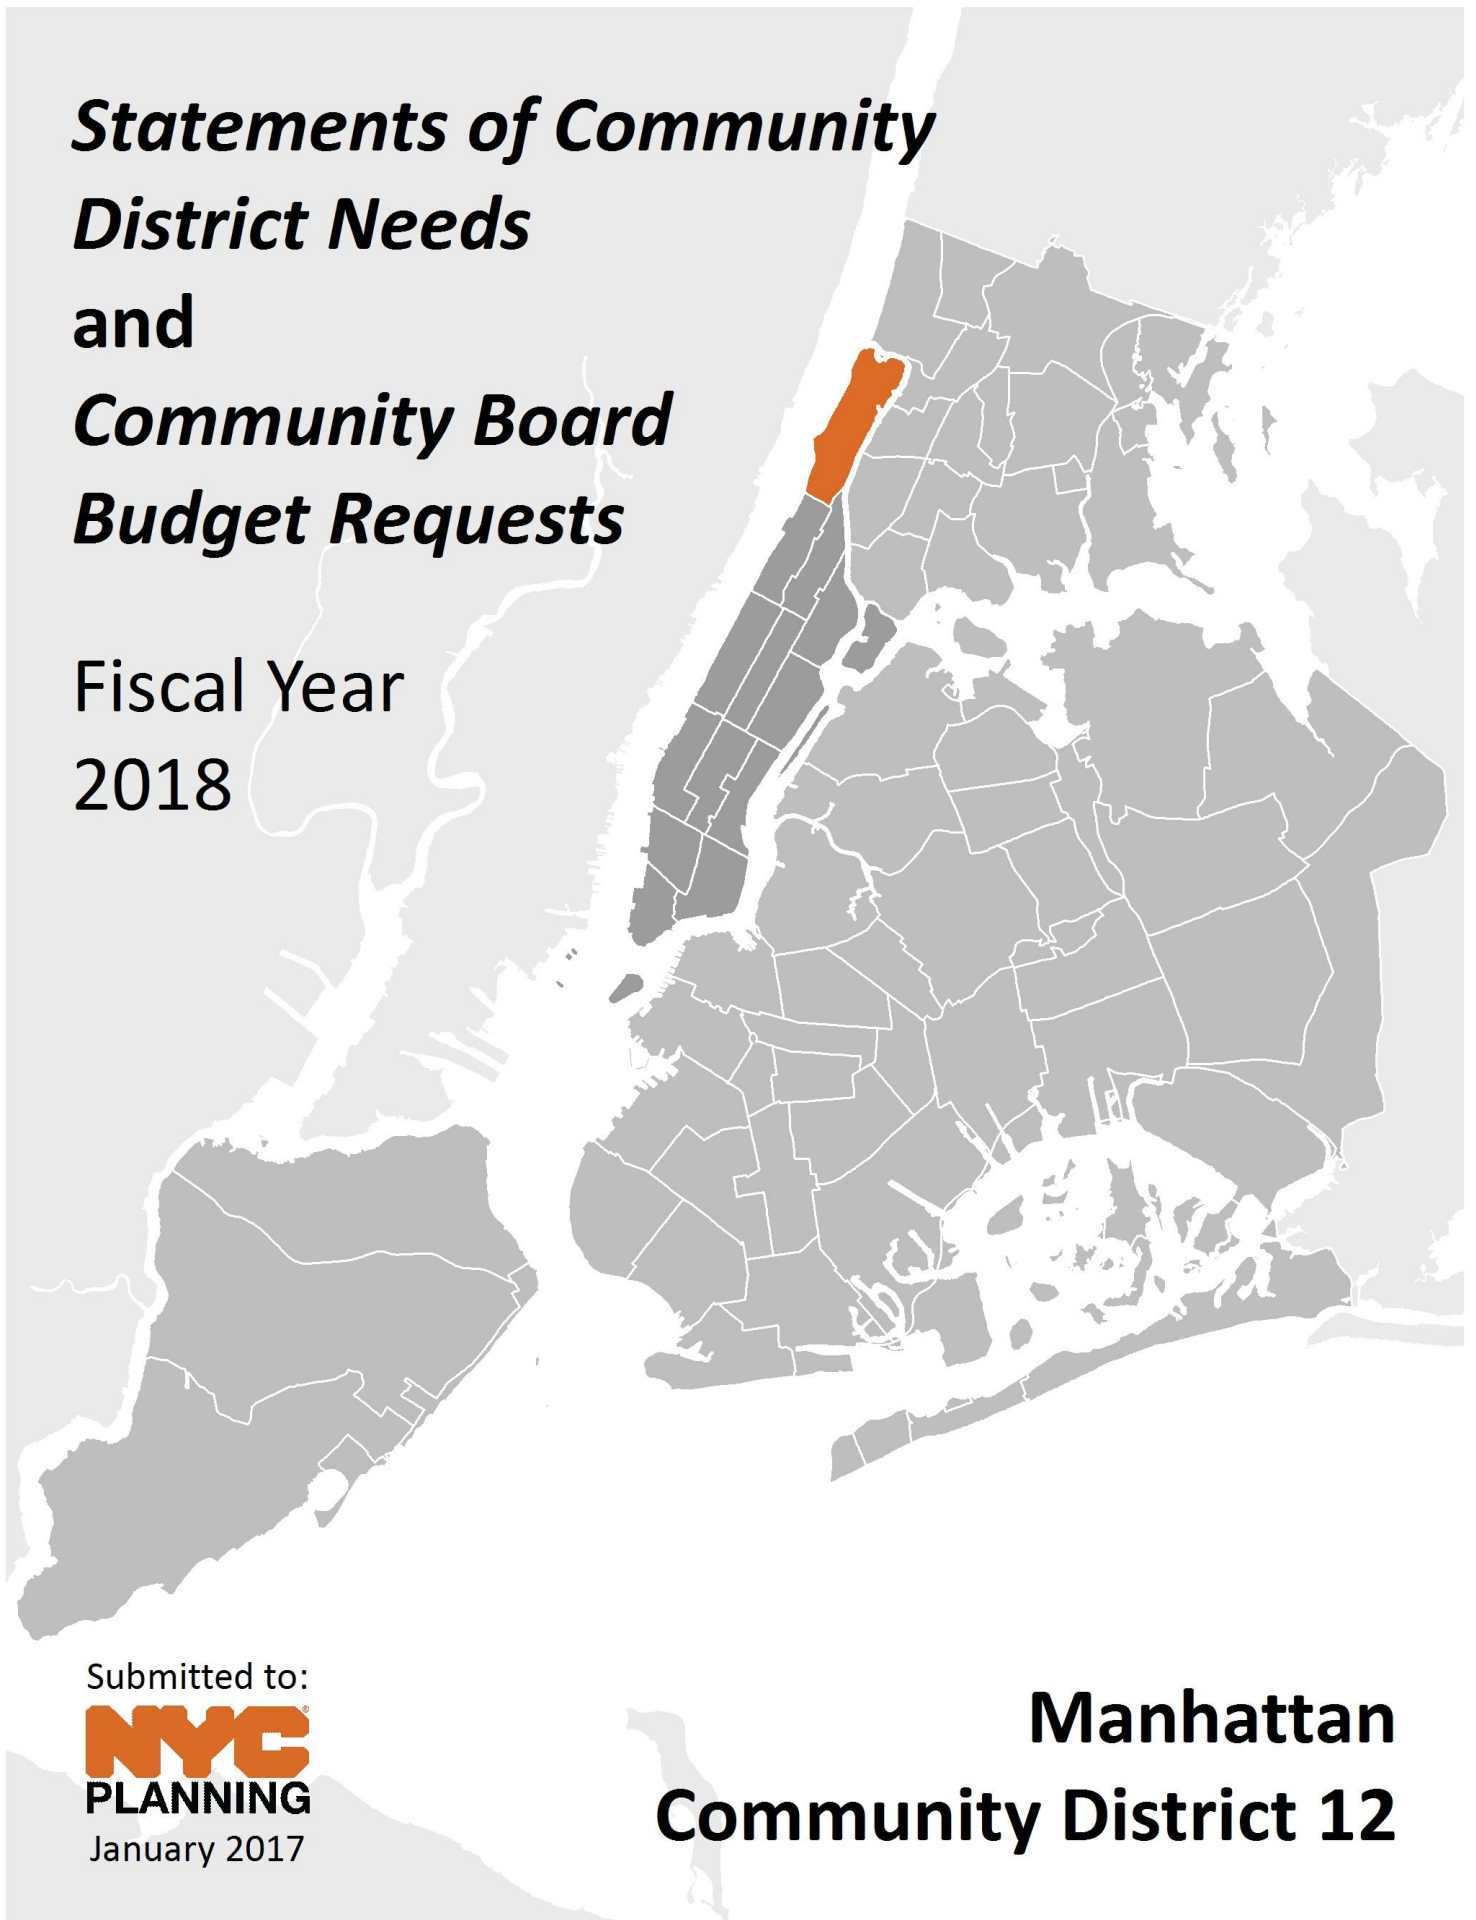 Statements of Community
District Needs
and
Community Board
Budget Requests
Fiscal Year
2018
Submitted to:
NYC®
PLANNING
January 2017
Manhattan
Community District 12